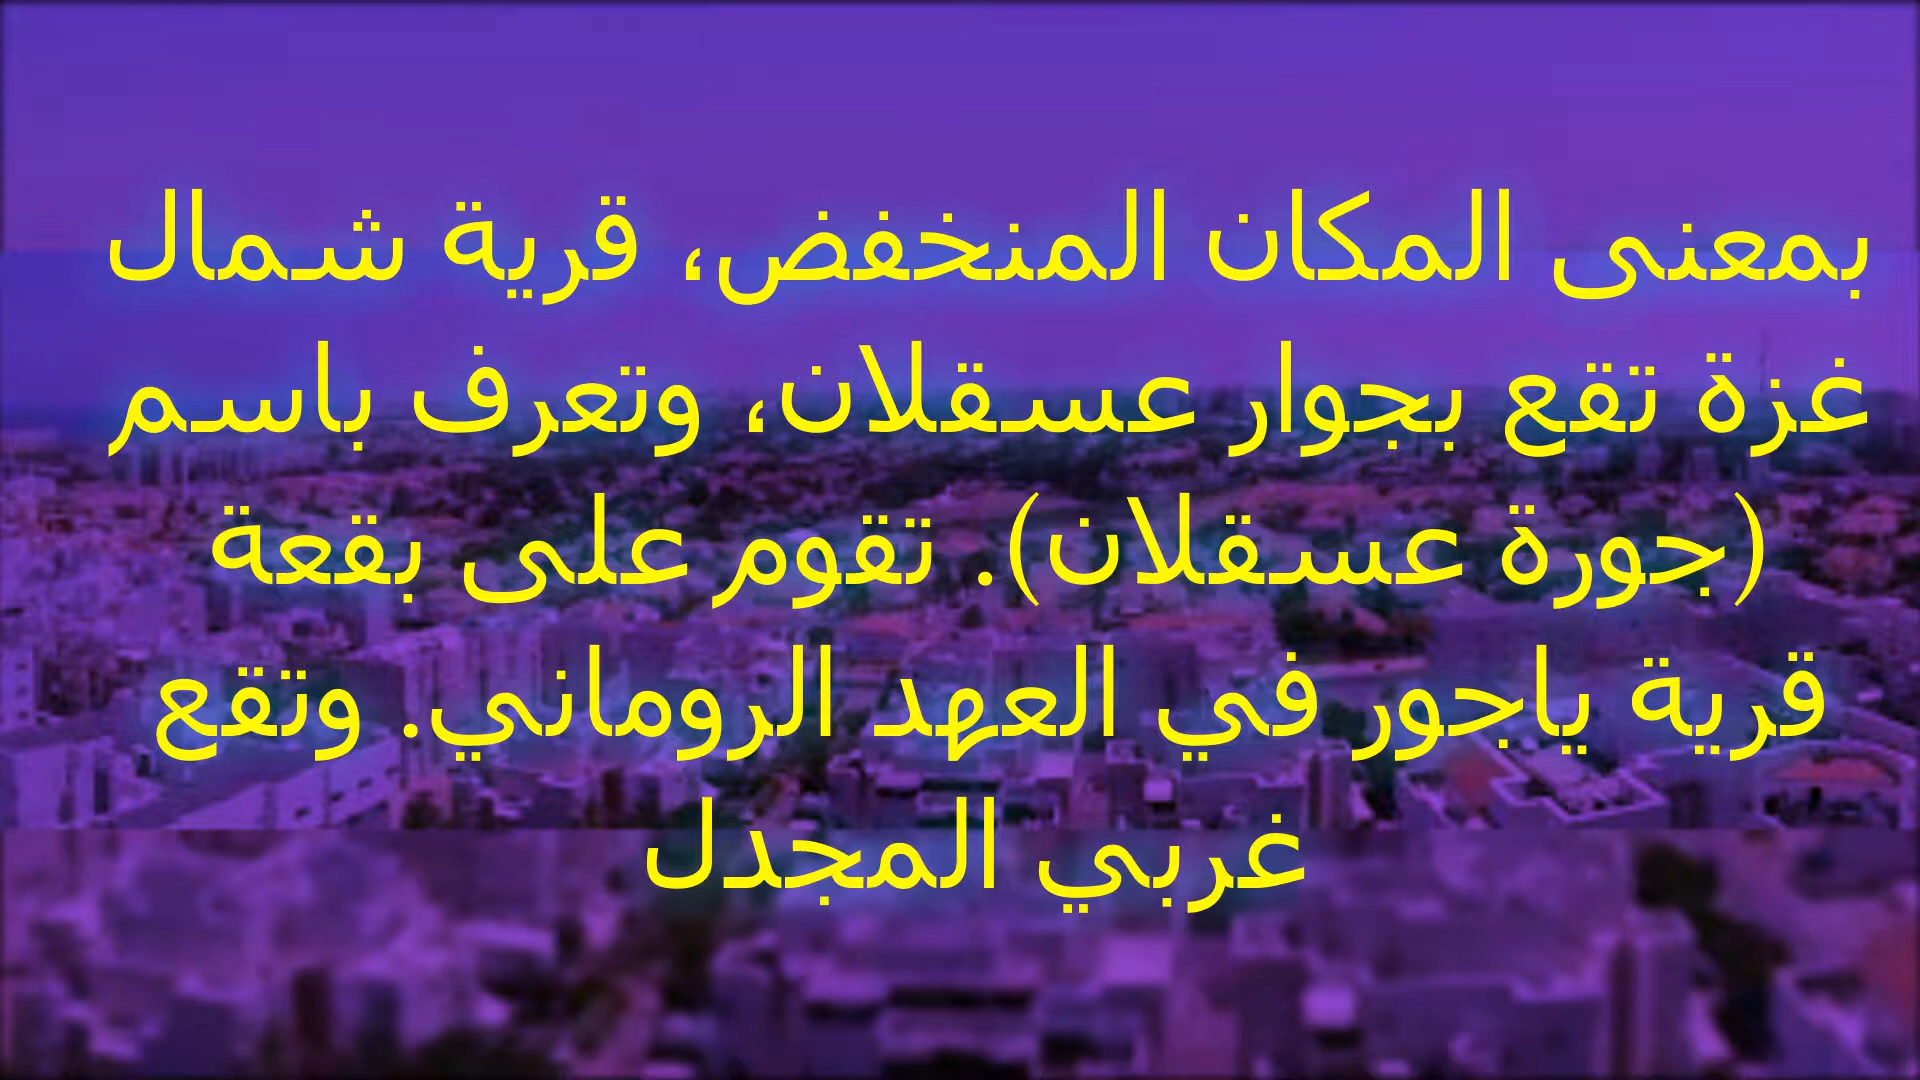 بمعنى المكان المنخفض، قرية شمال
غزة تقع بجوار عسقلان، وتعرف باسم
(جورة عسقلان). تقوم على بقعة
قرية ياجور في العهد الروماني. وتقع
غربي المجدل